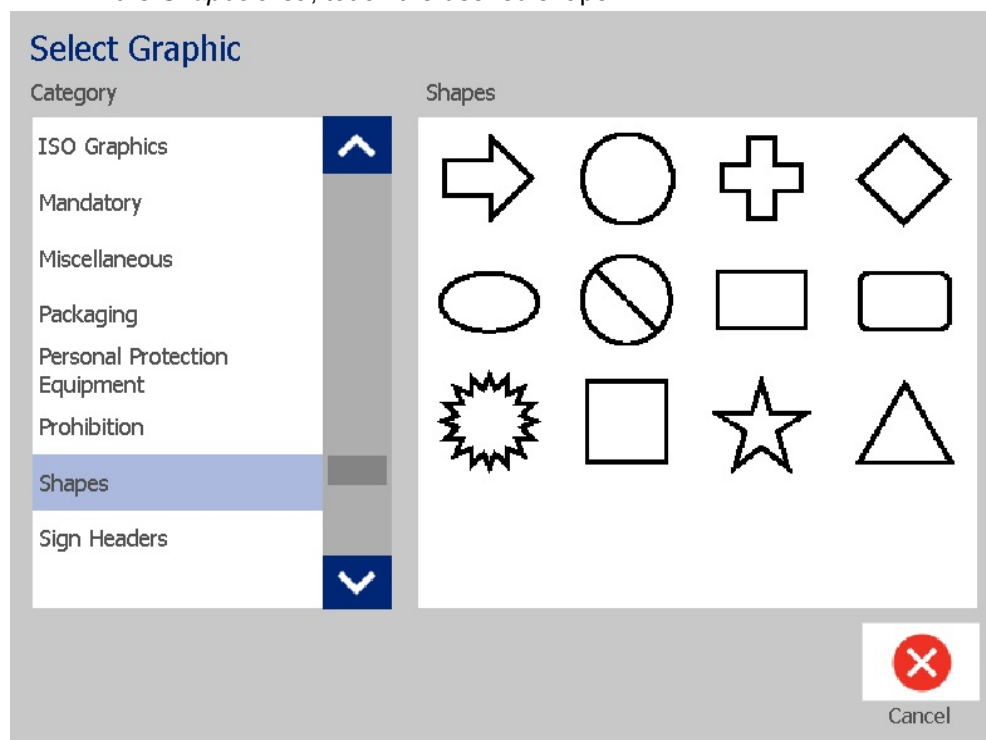 Select Graphic
Category
Shapes
ISO Graphics
Mandatory
Miscellaneous
Packaging
Personal Protection
Equipment
Prohibition
Shapes
Sign Headers
Cancel